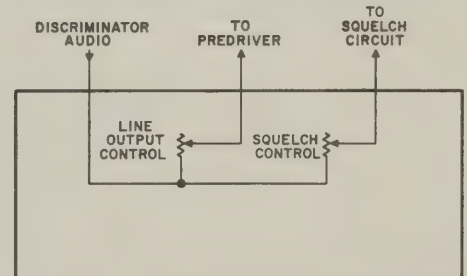 DISCRIMINATOR
AUDIO
TO
PREDRIVER
TO
SQUELCH
CIRCUIT
LINE
OUTPUT
CONTROL
SQUELCH
CONTROL